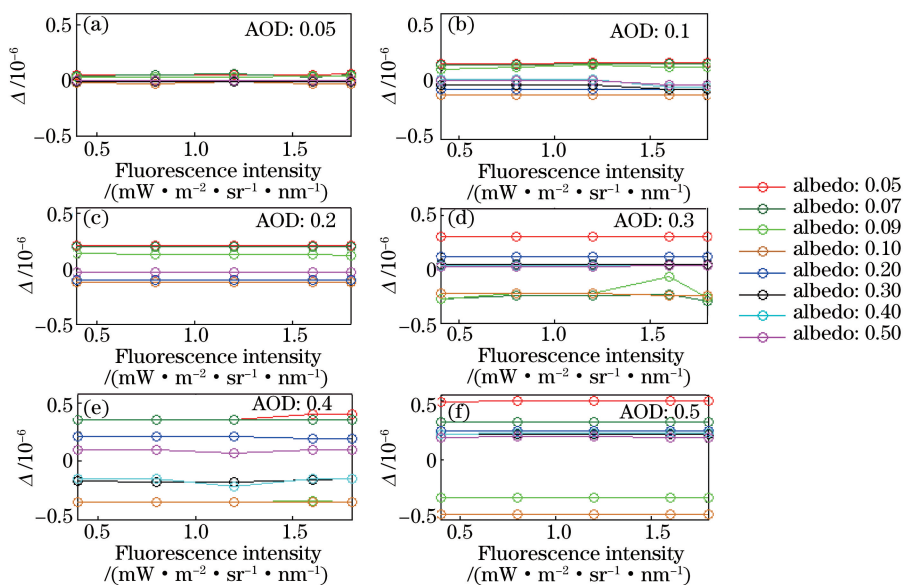 (a) AOD: 0.05
0.5
0
−0.5
Δ /10⁻⁶
0.5 1.0 1.5
Fluorescence intensity
/(mW • m⁻² • sr⁻¹ • nm⁻¹)
(b) AOD: 0.1
0.5
0
−0.5
Δ /10⁻⁶
0.5 1.0 1.5
Fluorescence intensity
/(mW • m⁻² • sr⁻¹ • nm⁻¹)
(c) AOD: 0.2
0.5
0
−0.5
Δ /10⁻⁶
0.5 1.0 1.5
Fluorescence intensity
/(mW • m⁻² • sr⁻¹ • nm⁻¹)
(d) AOD: 0.3
0.5
0
−0.5
Δ /10⁻⁶
0.5 1.0 1.5
Fluorescence intensity
/(mW • m⁻² • sr⁻¹ • nm⁻¹)
(e) AOD: 0.4
0.5
0
−0.5
Δ /10⁻⁶
0.5 1.0 1.5
Fluorescence intensity
/(mW • m⁻² • sr⁻¹ • nm⁻¹)
(f) AOD: 0.5
0.5
0
−0.5
Δ /10⁻⁶
0.5 1.0 1.5
Fluorescence intensity
/(mW • m⁻² • sr⁻¹ • nm⁻¹)
albedo: 0.05
albedo: 0.07
albedo: 0.09
albedo: 0.10
albedo: 0.20
albedo: 0.30
albedo: 0.40
albedo: 0.50